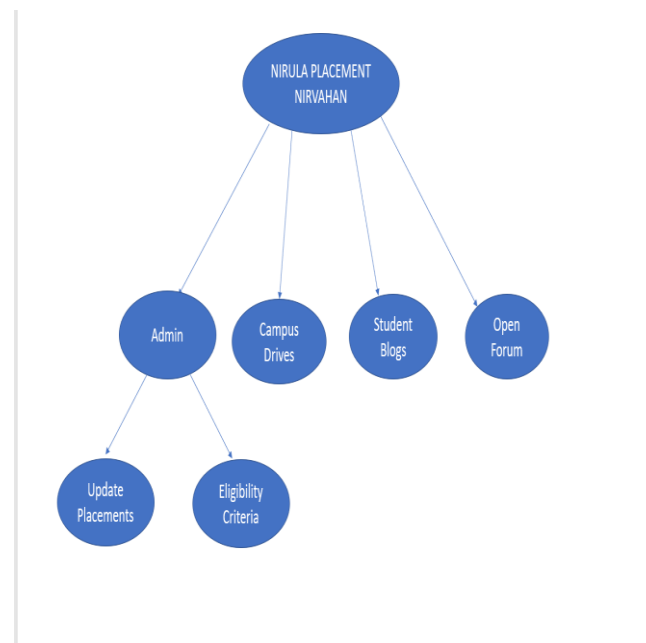 NIRULA PLACEMENT
NIRVAHAN
Admin
Campus
Drives
Student
Blogs
Open
Forum
Update
Placements
Eligibility
Criteria